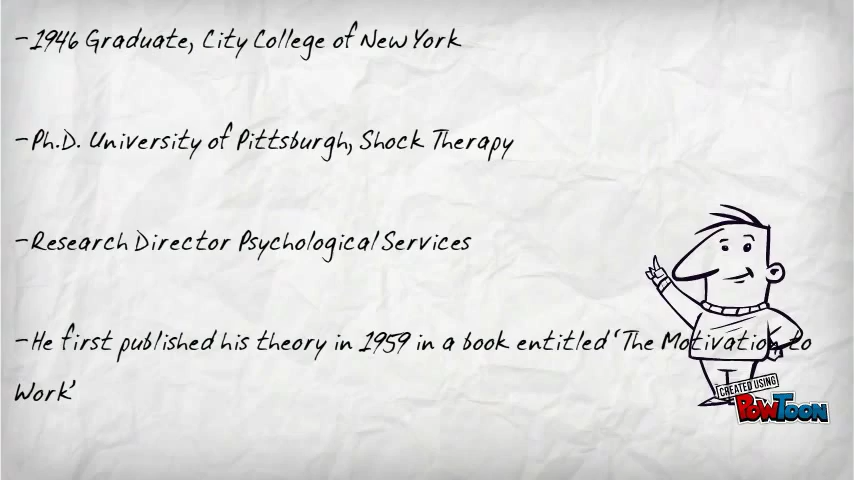 -1946 Graduate, City College of New York
-Ph.D. University of Pittsburgh, Shock Therapy
-Research Director Psychological Services
-He first published his theory in 1959 in a book entitled 'The Motivation to
Work'
CREATED USING
POWTOON